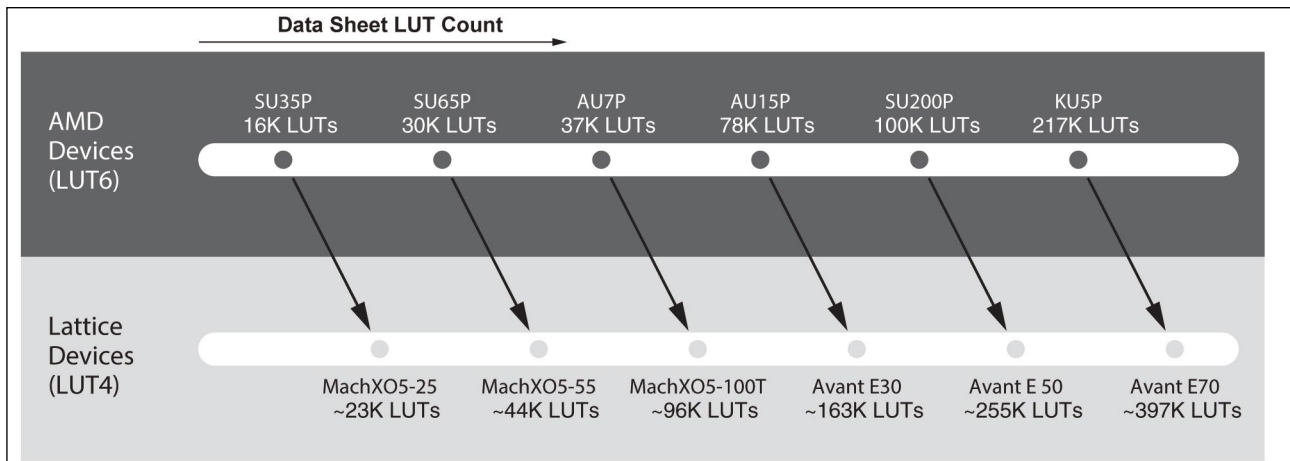 Data Sheet LUT Count
AMD
Devices
(LUT6)
SU35P
16K LUTs
SU65P
30K LUTs
AU7P
37K LUTs
AU15P
78K LUTs
SU200P
100K LUTs
KU5P
217K LUTs
Lattice
Devices
(LUT4)
MachXO5-25
~23K LUTs
MachXO5-55
~44K LUTs
MachXO5-100T
~96K LUTs
Avant E30
~163K LUTs
Avant E 50
~255K LUTs
Avant E70
~397K LUTs